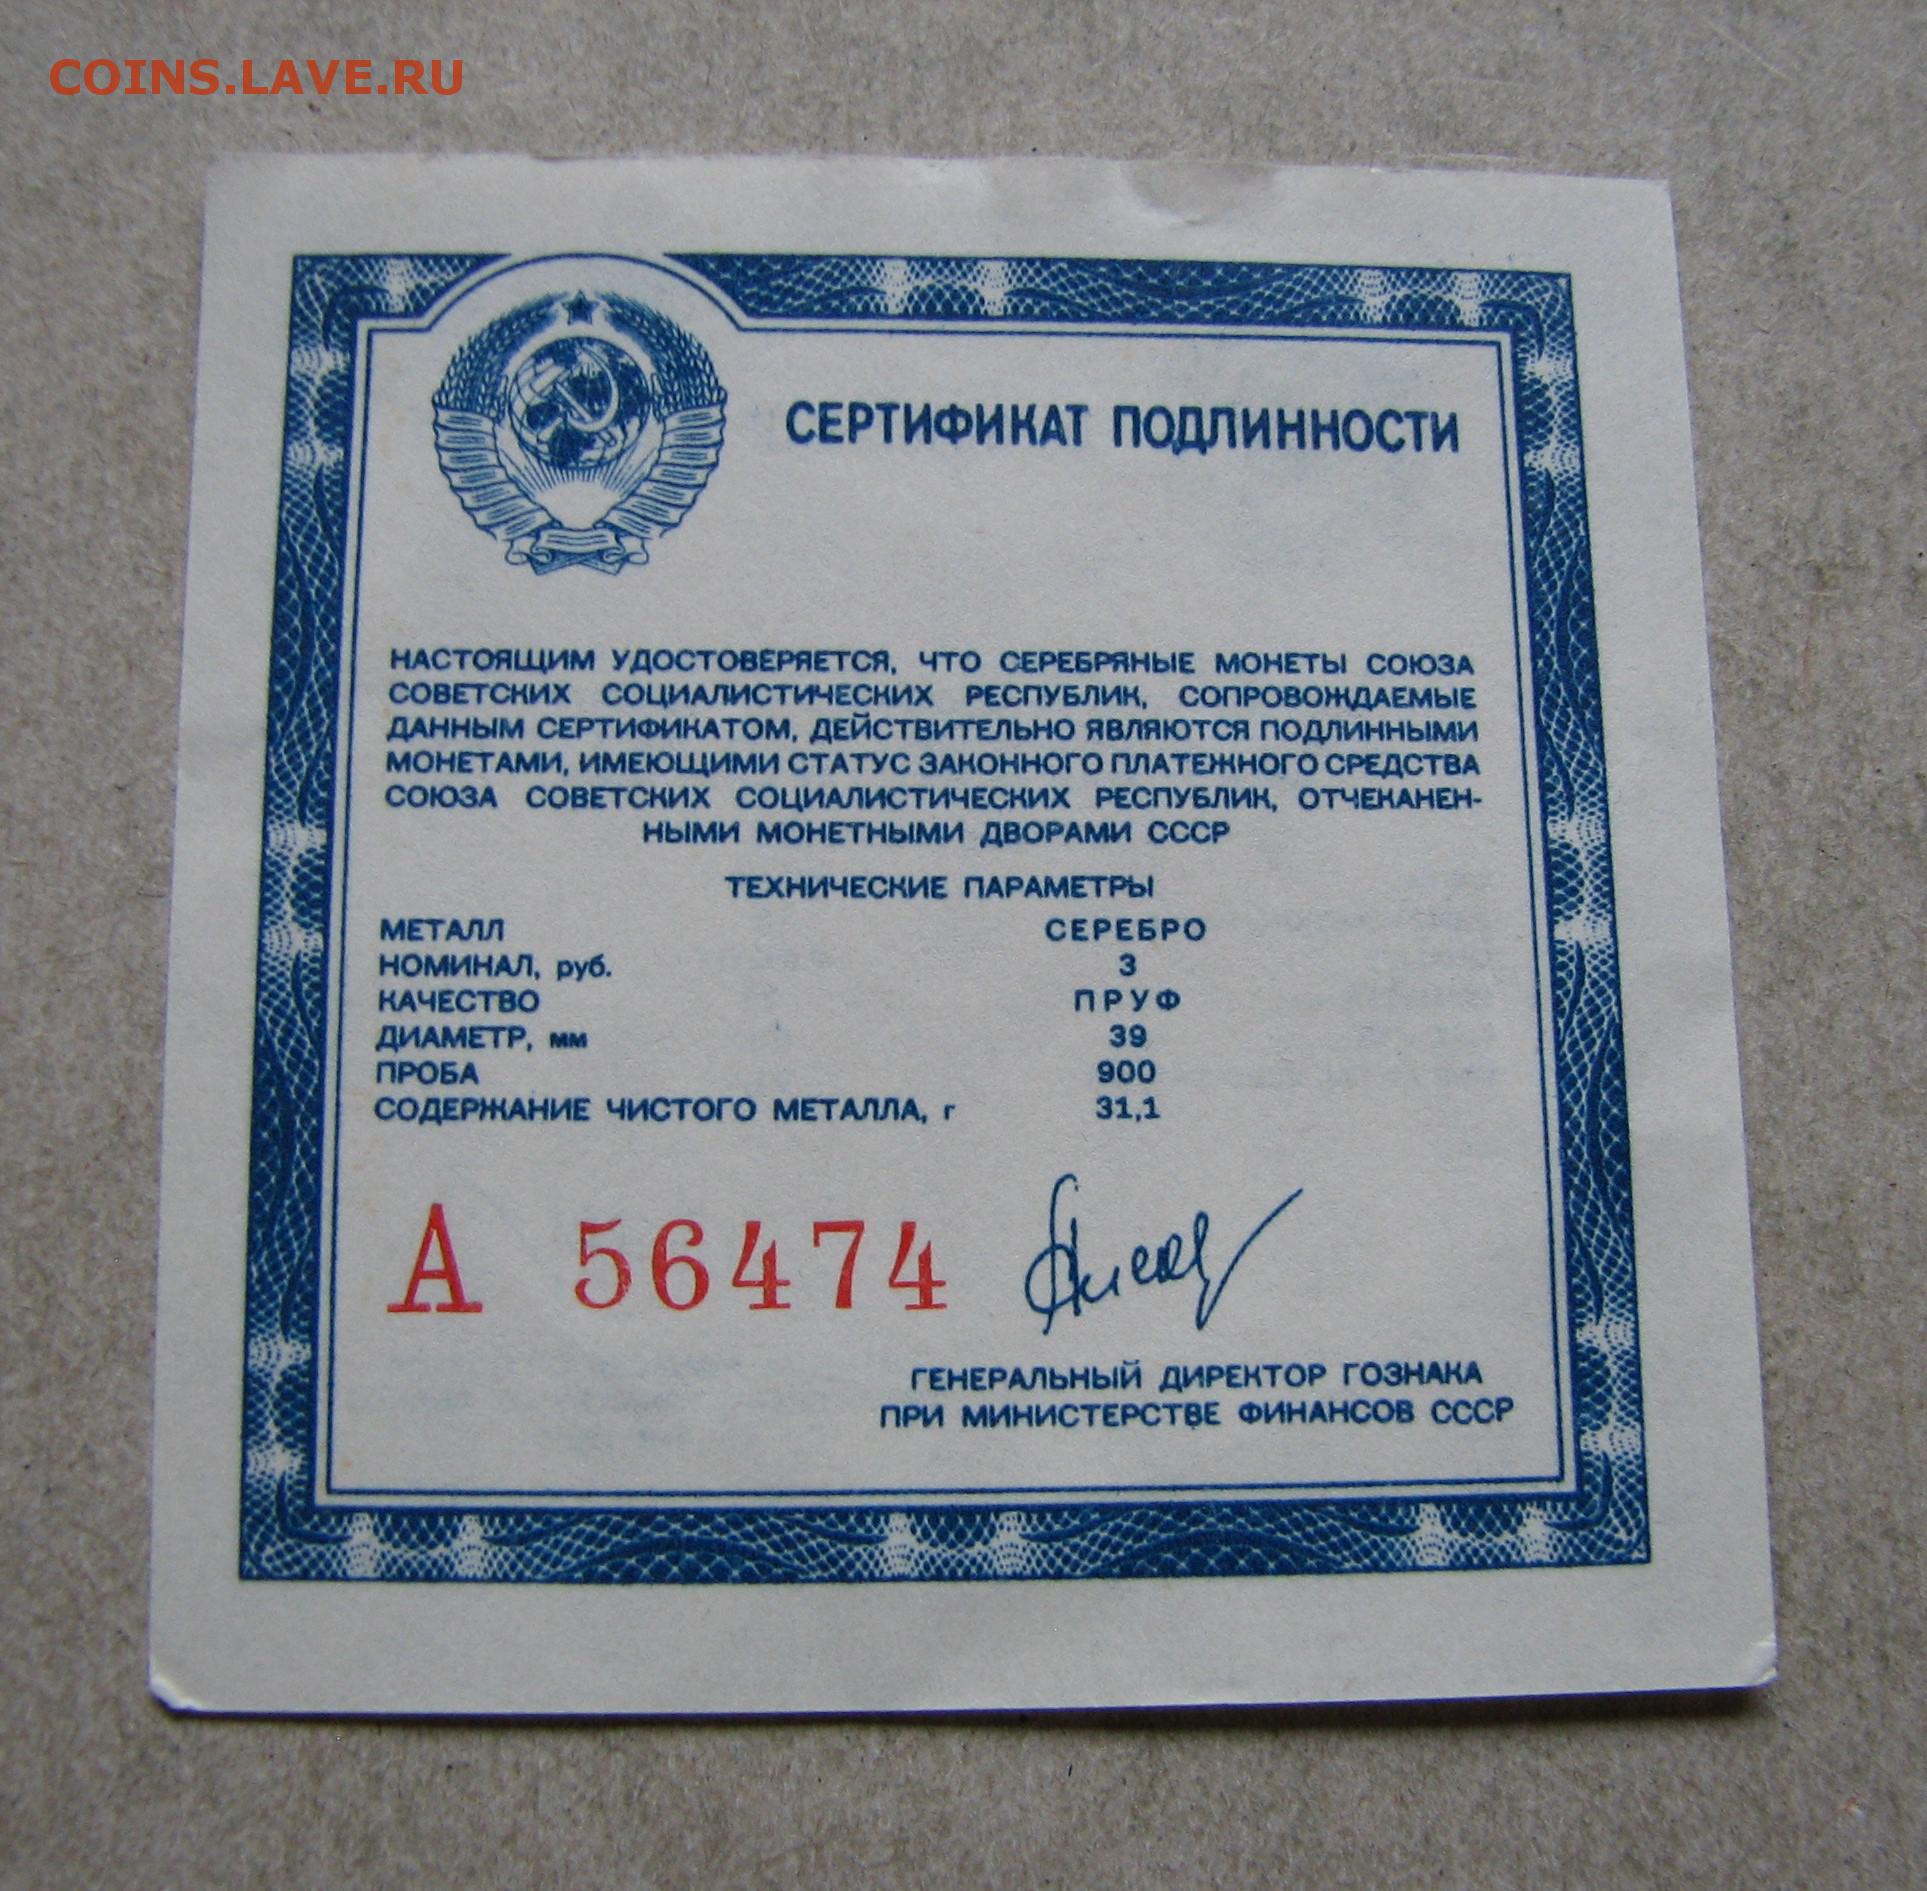 COINS.LAVE.RU
СЕРТИФИКАТ ПОДЛИННОСТИ
НАСТОЯЩИМ УДОСТОВЕРЯЕТСЯ, ЧТО СЕРЕБРЯНЫЕ МОНЕТЫ СОЮЗА
СОВЕТСКИХ СОЦИАЛИСТИЧЕСКИХ РЕСПУБЛИК, СОПРОВОЖДАЕМЫЕ
ДАННЫМ СЕРТИФИКАТОМ, ДЕЙСТВИТЕЛЬНО ЯВЛЯЮТСЯ ПОДЛИННЫМИ
МОНЕТАМИ, ИМЕЮЩИМИ СТАТУС ЗАКОННОГО ПЛАТЕЖНОГО СРЕДСТВА
СОЮЗА СОВЕТСКИХ СОЦИАЛИСТИЧЕСКИХ РЕСПУБЛИК, ОТЧЕКАНЕН-
НЫМИ МОНЕТНЫМИ ДВОРАМИ СССР
ТЕХНИЧЕСКИЕ ПАРАМЕТРЫ
МЕТАЛЛ СЕРЕБРО
НОМИНАЛ, руб. 3
КАЧЕСТВО ПРУФ
ДИАМЕТР, мм 39
ПРОБА 900
СОДЕРЖАНИЕ ЧИСТОГО МЕТАЛЛА, г 31,1
А 56474
ГЕНЕРАЛЬНЫЙ ДИРЕКТОР ГОЗНАКА
ПРИ МИНИСТЕРСТВЕ ФИНАНСОВ СССР